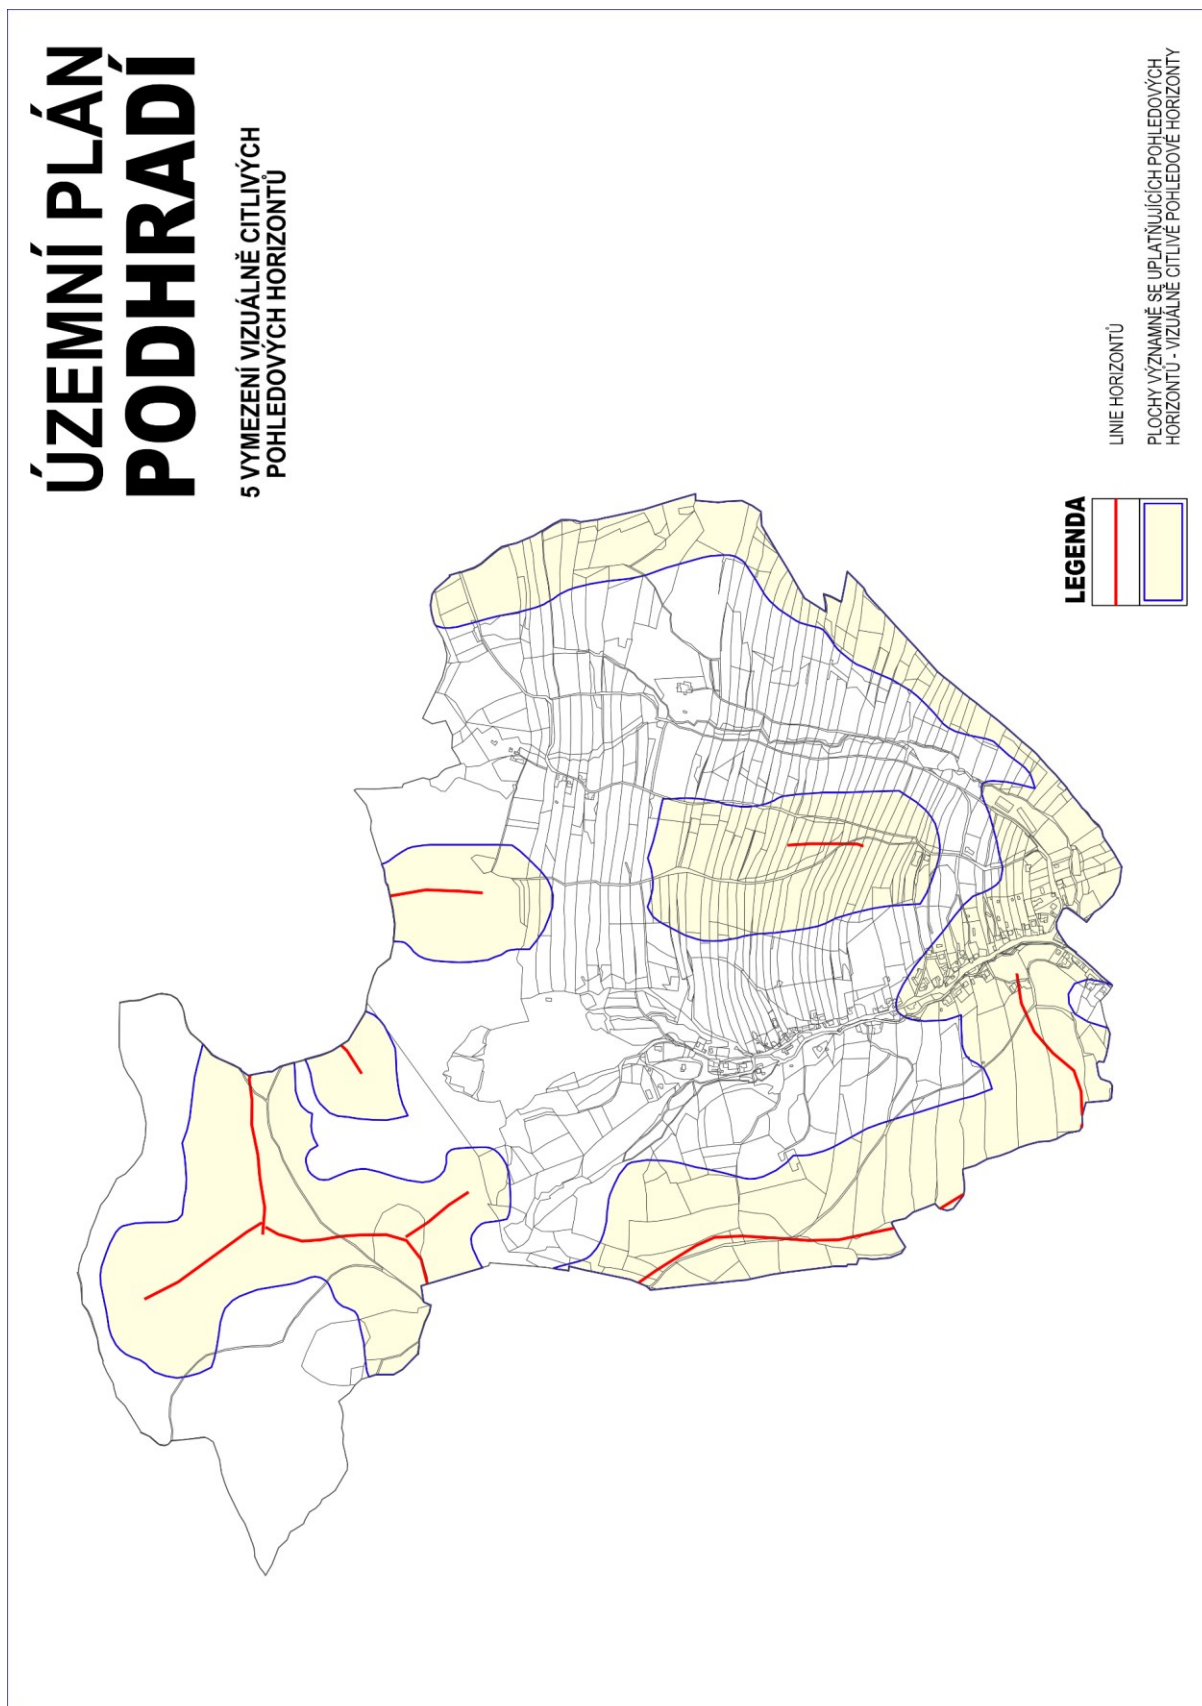 ÚZEMNÍ PLÁN
PODHRADÍ
5 VYMEZENÍ VIZUÁLNĚ CITLIVÝCH
POHLEDOVÝCH HORIZONTŮ
LEGENDA
LINIE HORIZONTŮ
PLOCHY VÝZNAMNĚ SE UPLATŇUJÍCÍCH POHLEDOVÝCH
HORIZONTŮ - VIZUÁLNĚ CITLIVÉ POHLEDOVÉ HORIZONTY